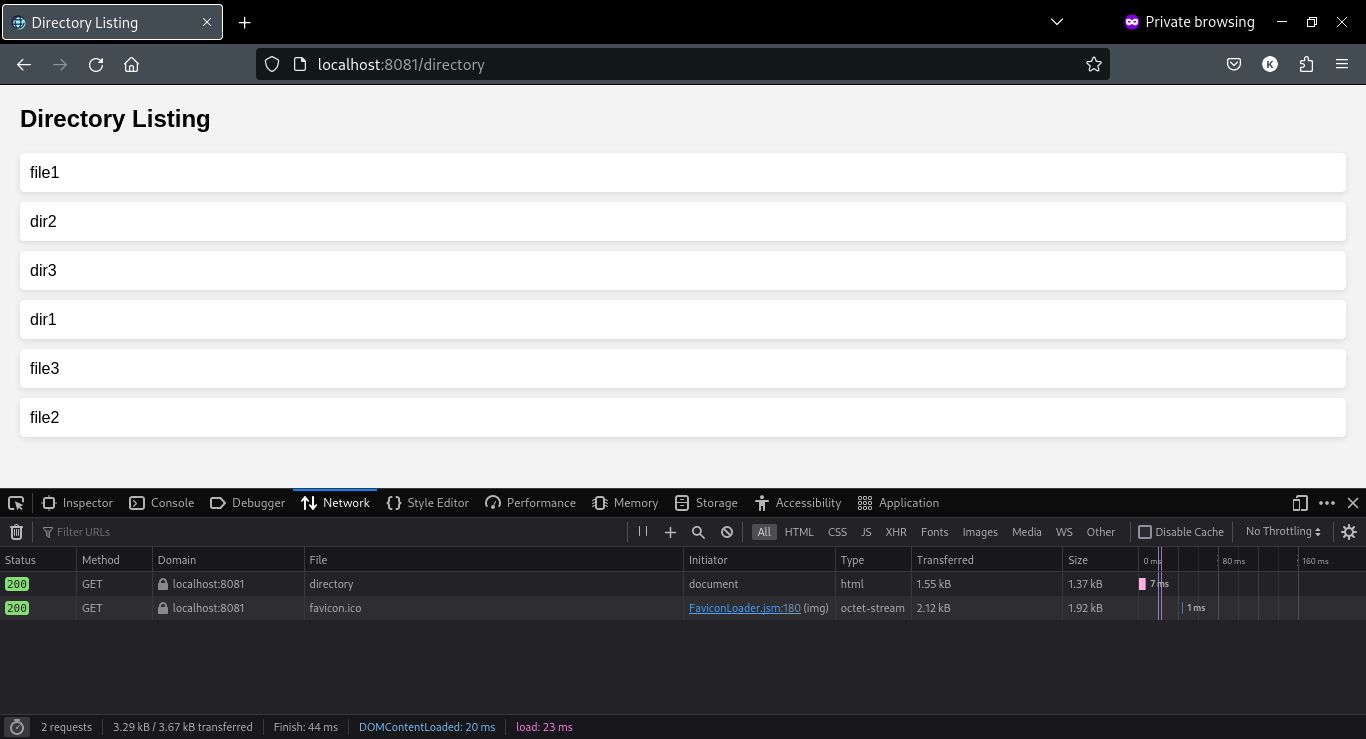 Directory Listing
Private browsing
localhost:8081/directory
K
Directory Listing
file1
dir2
dir3
dir1
file3
file2
Inspector Console Debugger Network Style Editor Performance Memory Storage Accessibility Application
Filter URLs All HTML CSS JS XHR Fonts Images Media WS Other Disable Cache No Throttling
Status Method Domain File Initiator Type Transferred Size 0 ms 80 ms 160 ms
200 GET localhost:8081 directory document html 1.55 kB 1.37 kB 7 ms
200 GET localhost:8081 favicon.ico FaviconLoader.jsm:180 (img) octet-stream 2.12 kB 1.92 kB 1 ms
2 requests 3.29 kB / 3.67 kB transferred Finish: 44 ms DOMContentLoaded: 20 ms load: 23 ms